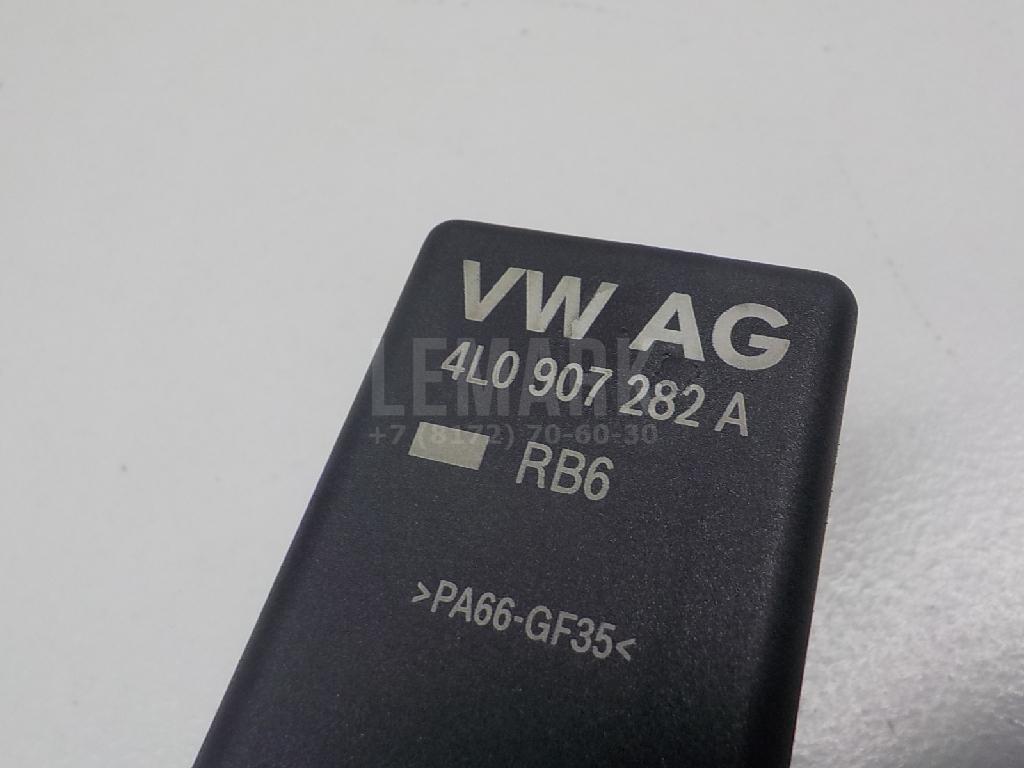 VW AG
LEMARK
4L0 907 282 A
+7 (8172) 70-60-30
RB6
>PA66-GF35<